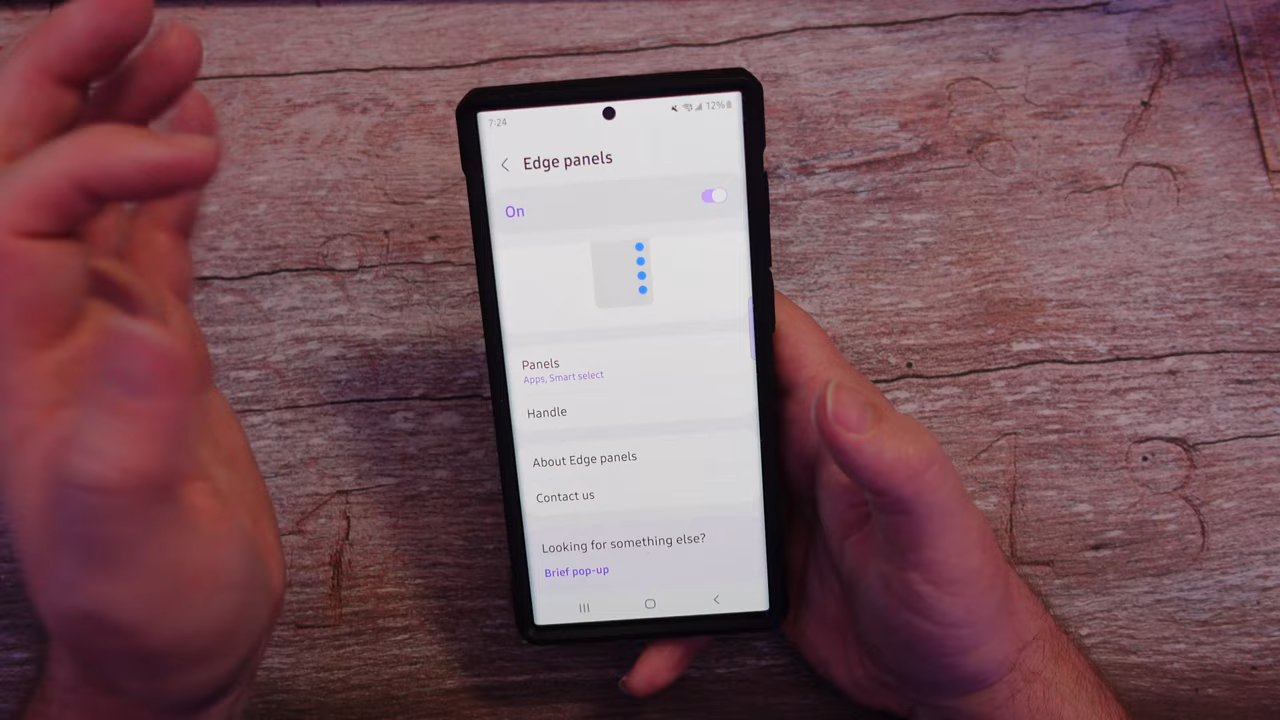 7:24
12%
Edge panels
On
Panels
Apps, Smart select
Handle
About Edge panels
Contact us
Looking for something else?
Brief pop-up
13